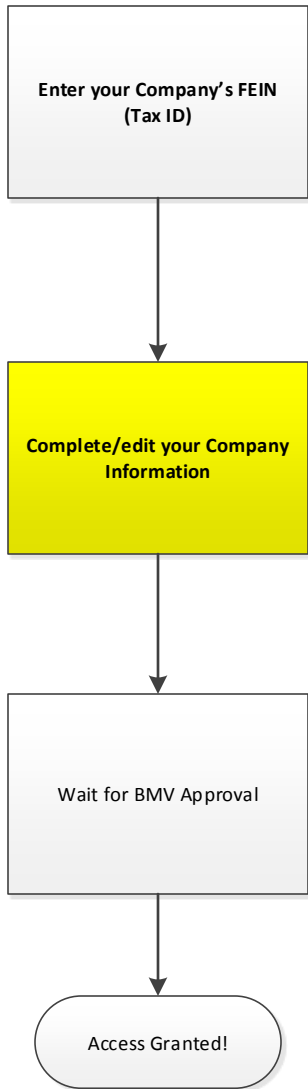 Enter your Company’s FEIN
(Tax ID)
Complete/edit your Company
Information
Wait for BMV Approval
Access Granted!